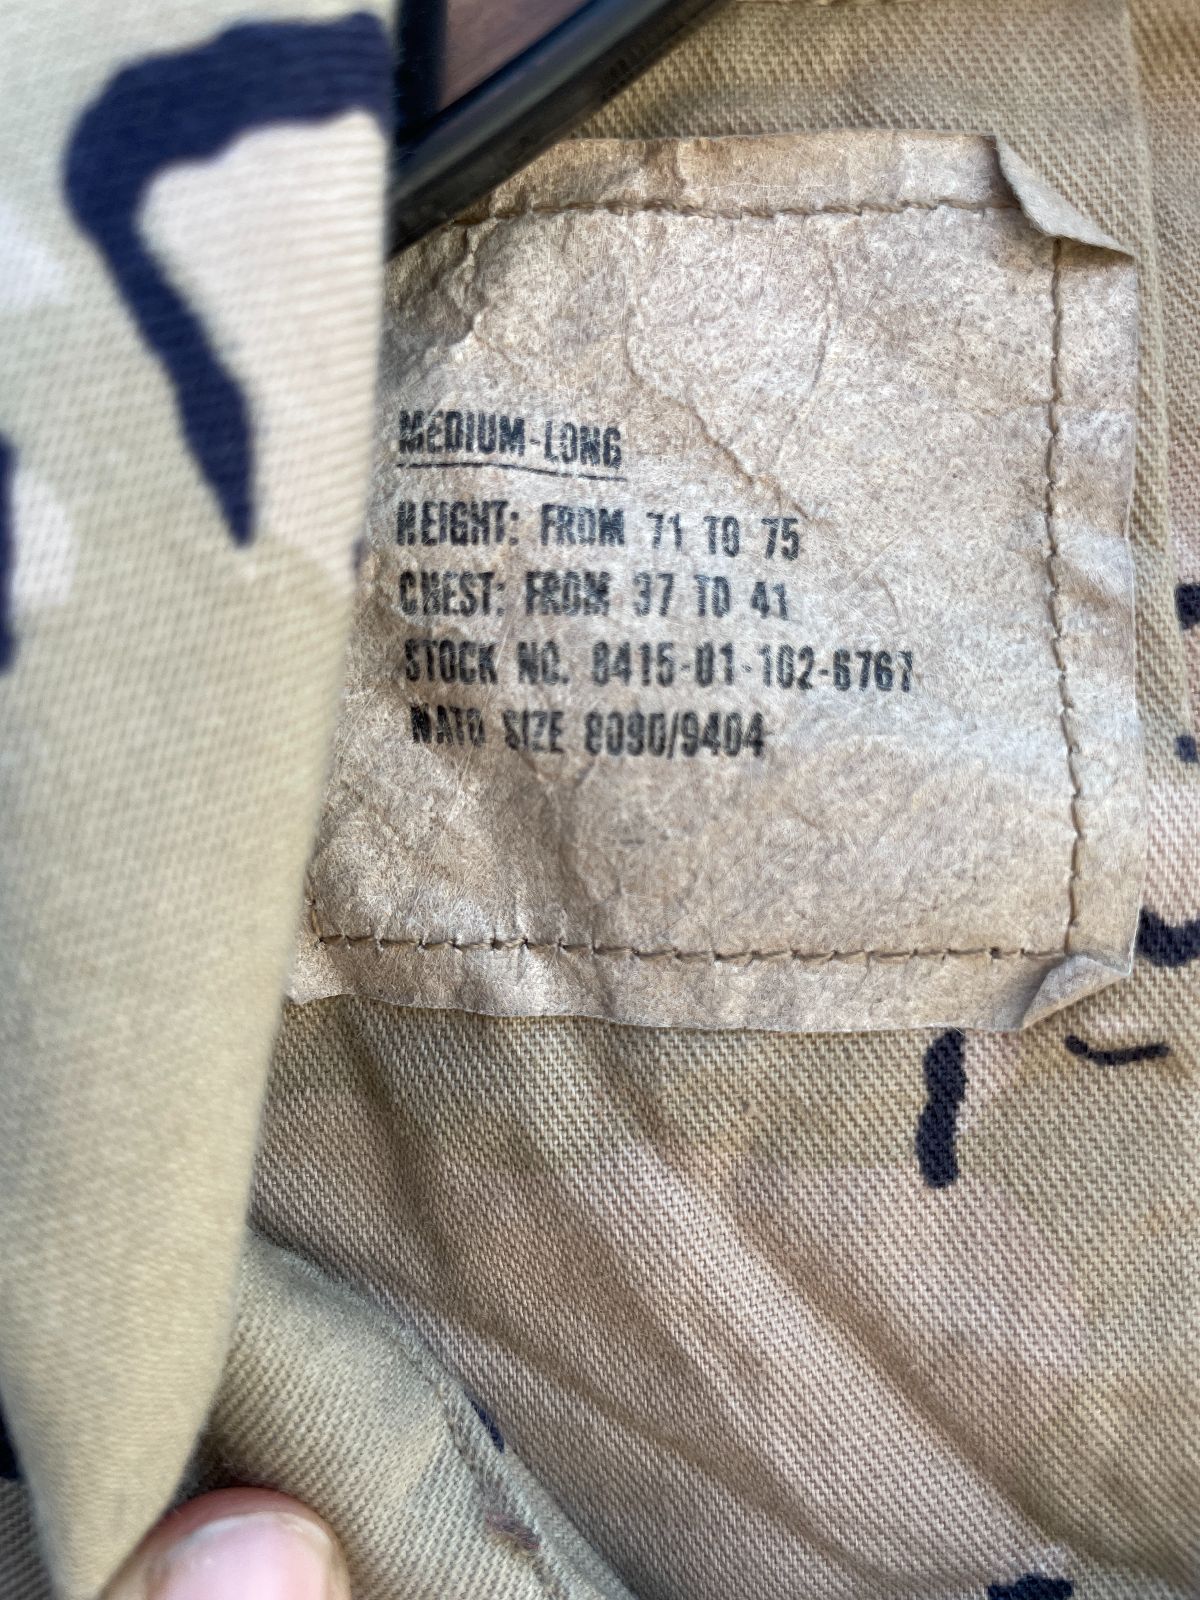 MEDIUM-LONG
HEIGHT: FROM 71 TO 75
CHEST: FROM 37 TO 41
STOCK NO. 8415-01-102-6767
NATO SIZE 8090/9404